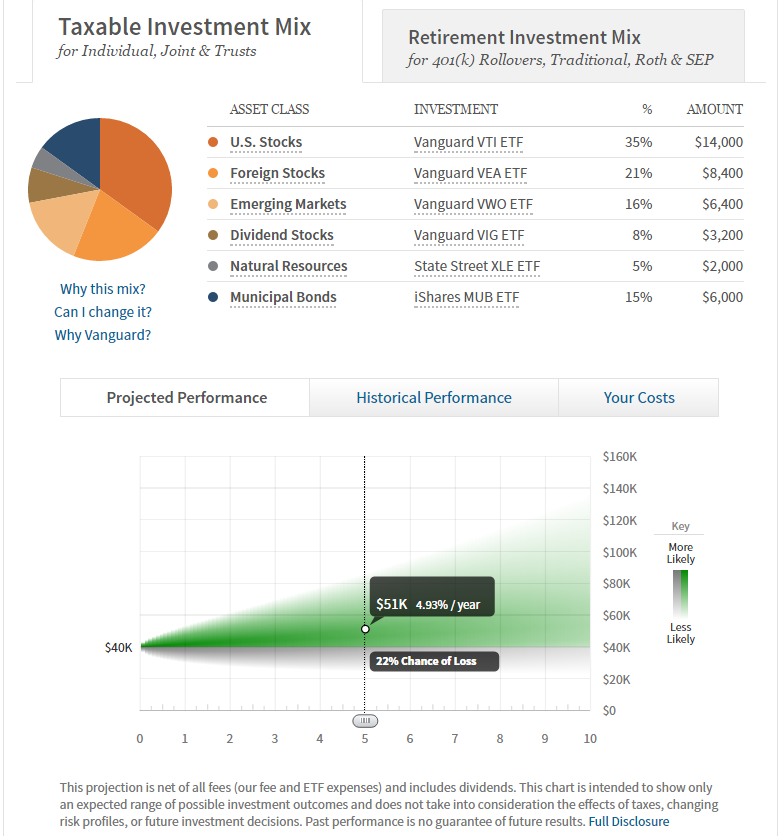 Taxable Investment Mix
for Individual, Joint & Trusts
Retirement Investment Mix
for 401(k) Rollovers, Traditional, Roth & SEP
ASSET CLASS INVESTMENT % AMOUNT
U.S. Stocks Vanguard VTI ETF 35% $14,000
Foreign Stocks Vanguard VEA ETF 21% $8,400
Emerging Markets Vanguard VWO ETF 16% $6,400
Dividend Stocks Vanguard VIG ETF 8% $3,200
Natural Resources State Street XLE ETF 5% $2,000
Municipal Bonds iShares MUB ETF 15% $6,000
Why this mix?
Can I change it?
Why Vanguard?
Projected Performance Historical Performance Your Costs
$160K
$140K
$120K
$100K
$80K
$60K
$40K
$20K
$0
Key
More
Likely
Less
Likely
$51K 4.93% / year
$40K
22% Chance of Loss
0 1 2 3 4 5 6 7 8 9 10
This projection is net of all fees (our fee and ETF expenses) and includes dividends. This chart is intended to show only
an expected range of possible investment outcomes and does not take into consideration the effects of taxes, changing
risk profiles, or future investment decisions. Past performance is no guarantee of future results. Full Disclosure